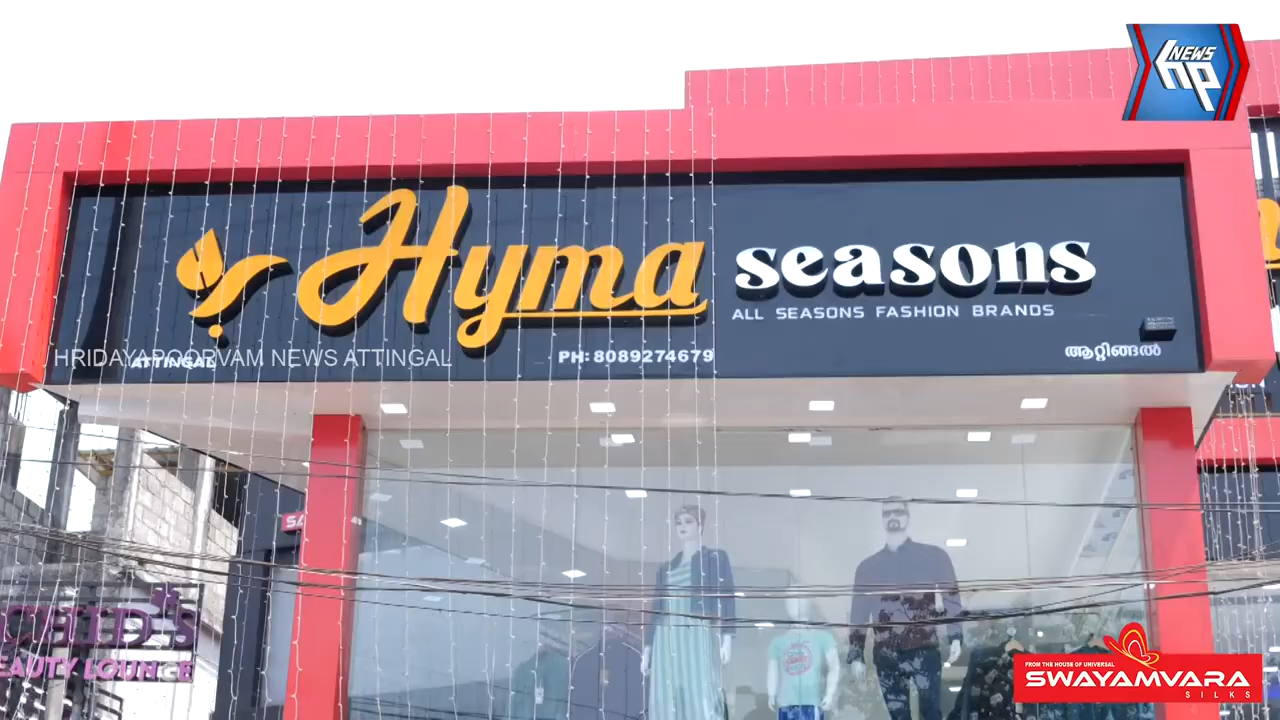 NEWS
hp
Hyma seasons
ALL SEASONS FASHION BRANDS
HRIDAYAPOORVAM NEWS ATTINGAL
ATTINGAL
PH: 8089274679
ആറ്റിങ്ങൽ
BEAUTY LOUNGE
FROM THE HOUSE OF UNIVERSAL
SWAYAMVARA
SILKS